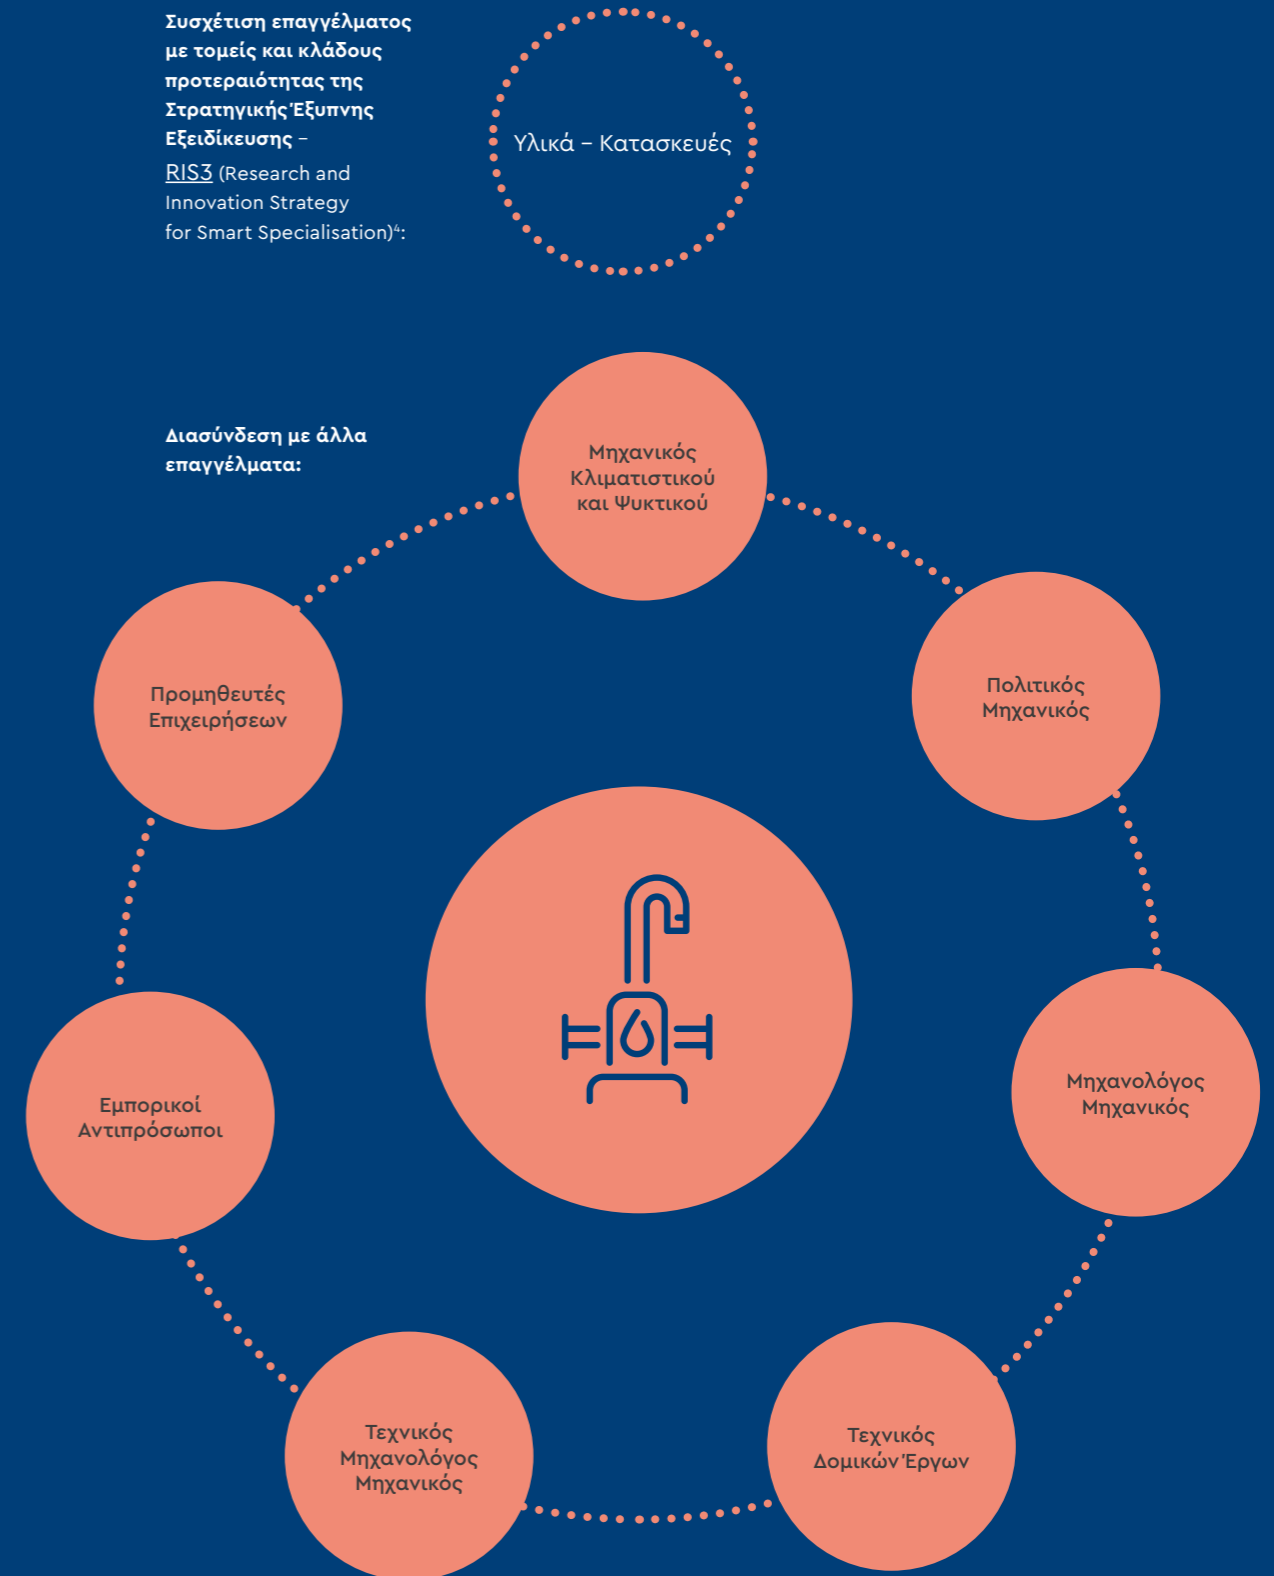 Συσχέτιση επαγγέλματος
με τομείς και κλάδους
προτεραιότητας της
Στρατηγικής Έξυπνης
Εξειδίκευσης –
RIS3 (Research and
Innovation Strategy
for Smart Specialisation)⁴:
Υλικά – Κατασκευές
Διασύνδεση με άλλα
επαγγέλματα:
Μηχανικός
Κλιματιστικού
και Ψυκτικού
Πολιτικός
Μηχανικός
Μηχανολόγος
Μηχανικός
Τεχνικός
Δομικών Έργων
Τεχνικός
Μηχανολόγος
Μηχανικός
Εμπορικοί
Αντιπρόσωποι
Προμηθευτές
Επιχειρήσεων